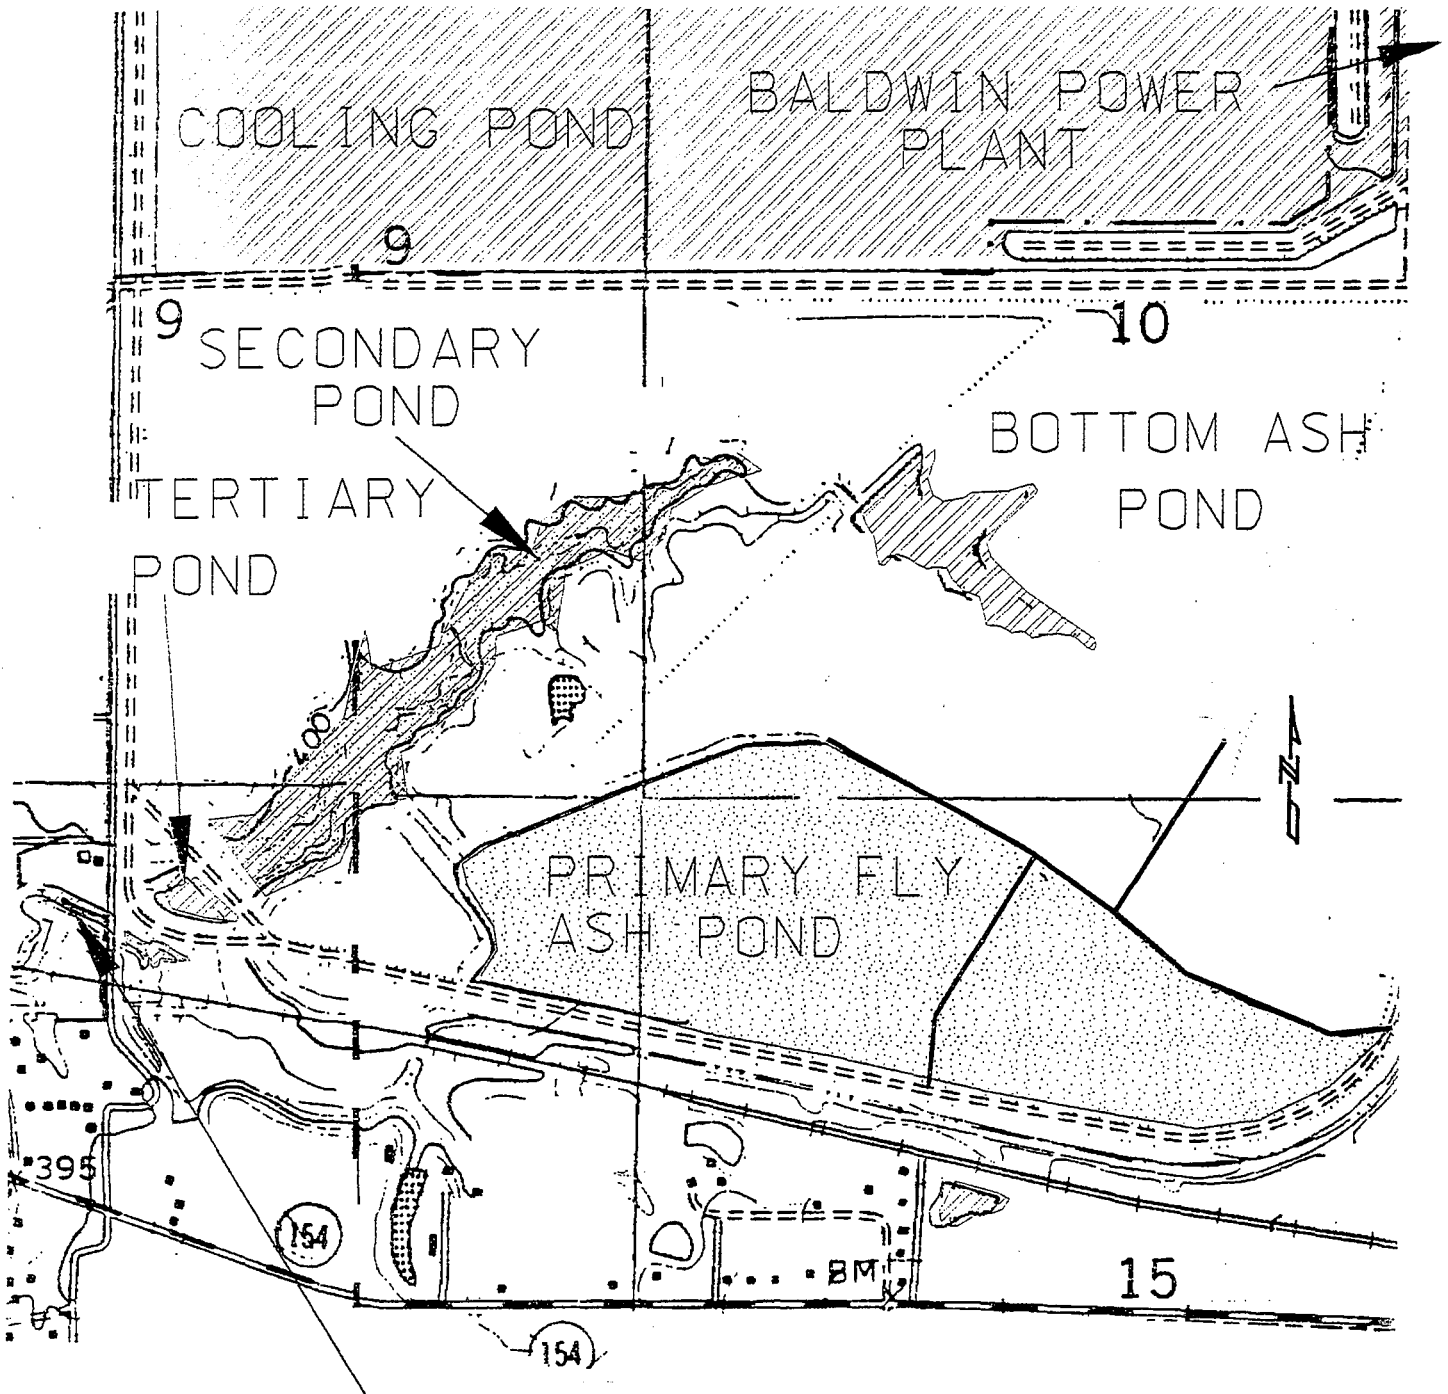 BALDWIN POWER
PLANT
COOLING POND
9
9
10
SECONDARY
POND
BOTTOM ASH
POND
TERTIARY
POND
400
N
PRIMARY FLY
ASH POND
395
154
BM
15
154